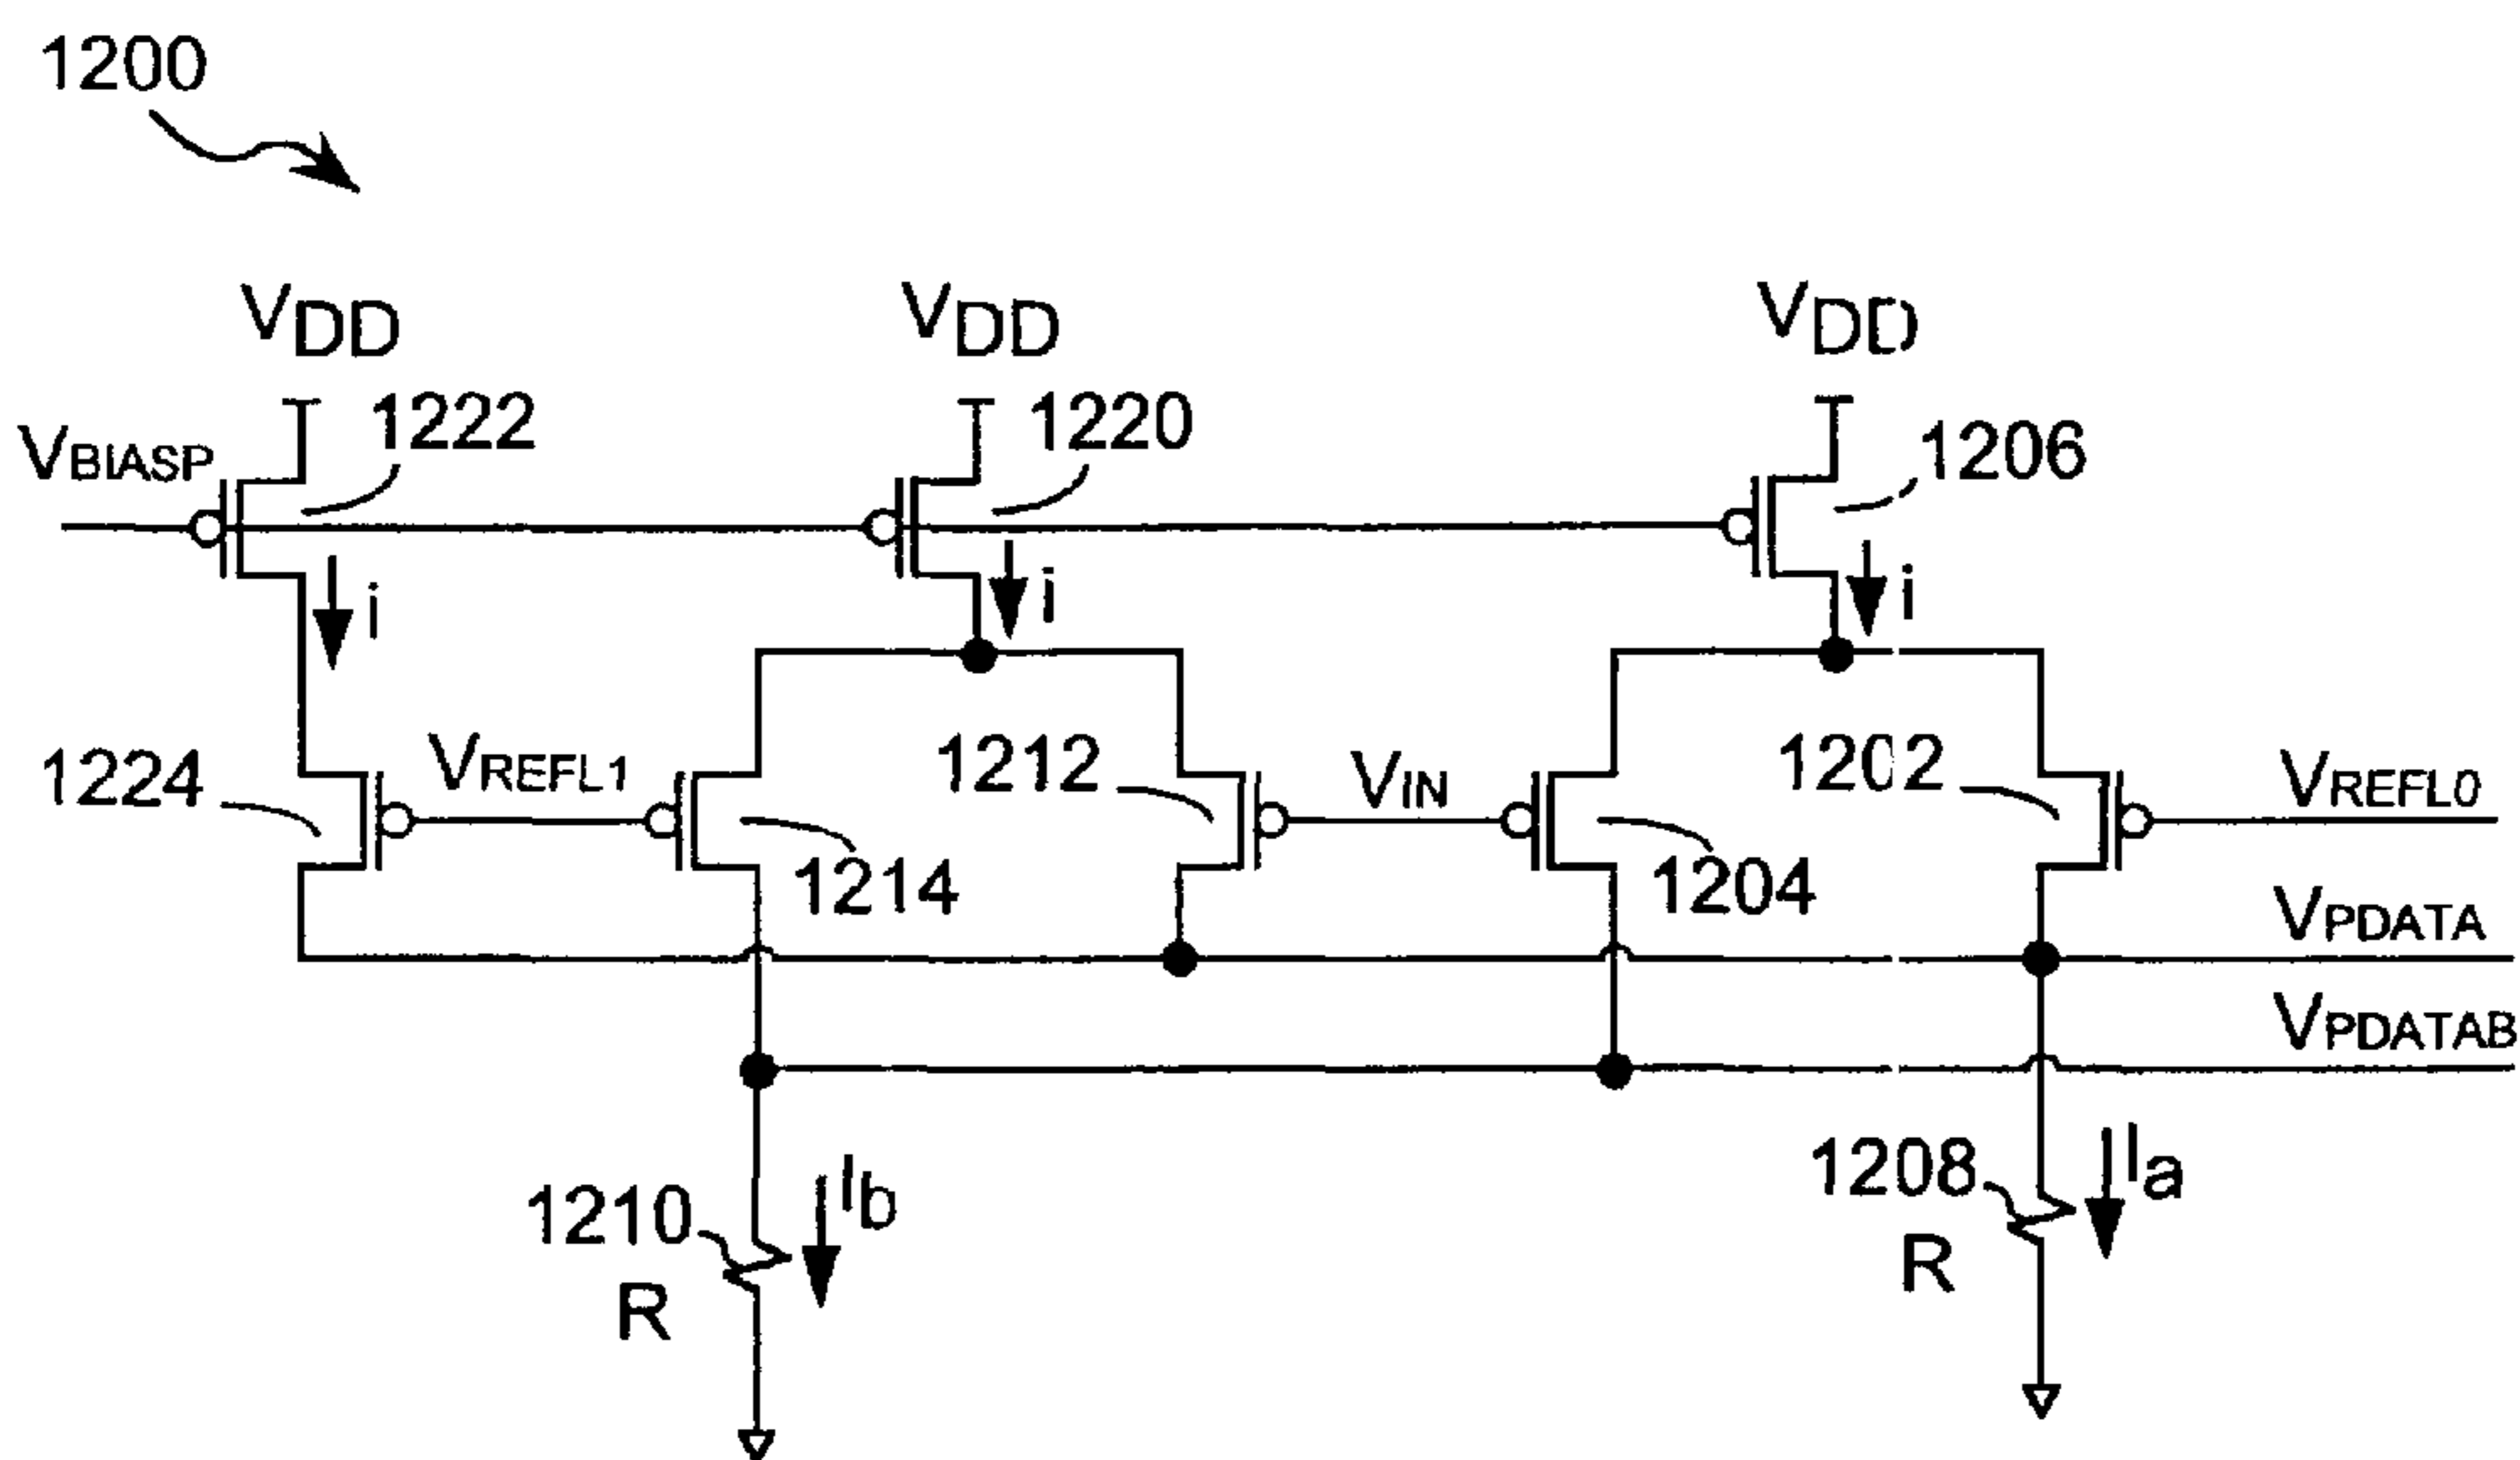 1200
VDD VDD VDD
1222 1220 1206
VBIASP
i i i
1224 VREFL1 1212 VIN 1202 VREFL0
1214 1204
VPDATA
VPDATAB
1210 Ib 1208 Ia
R R